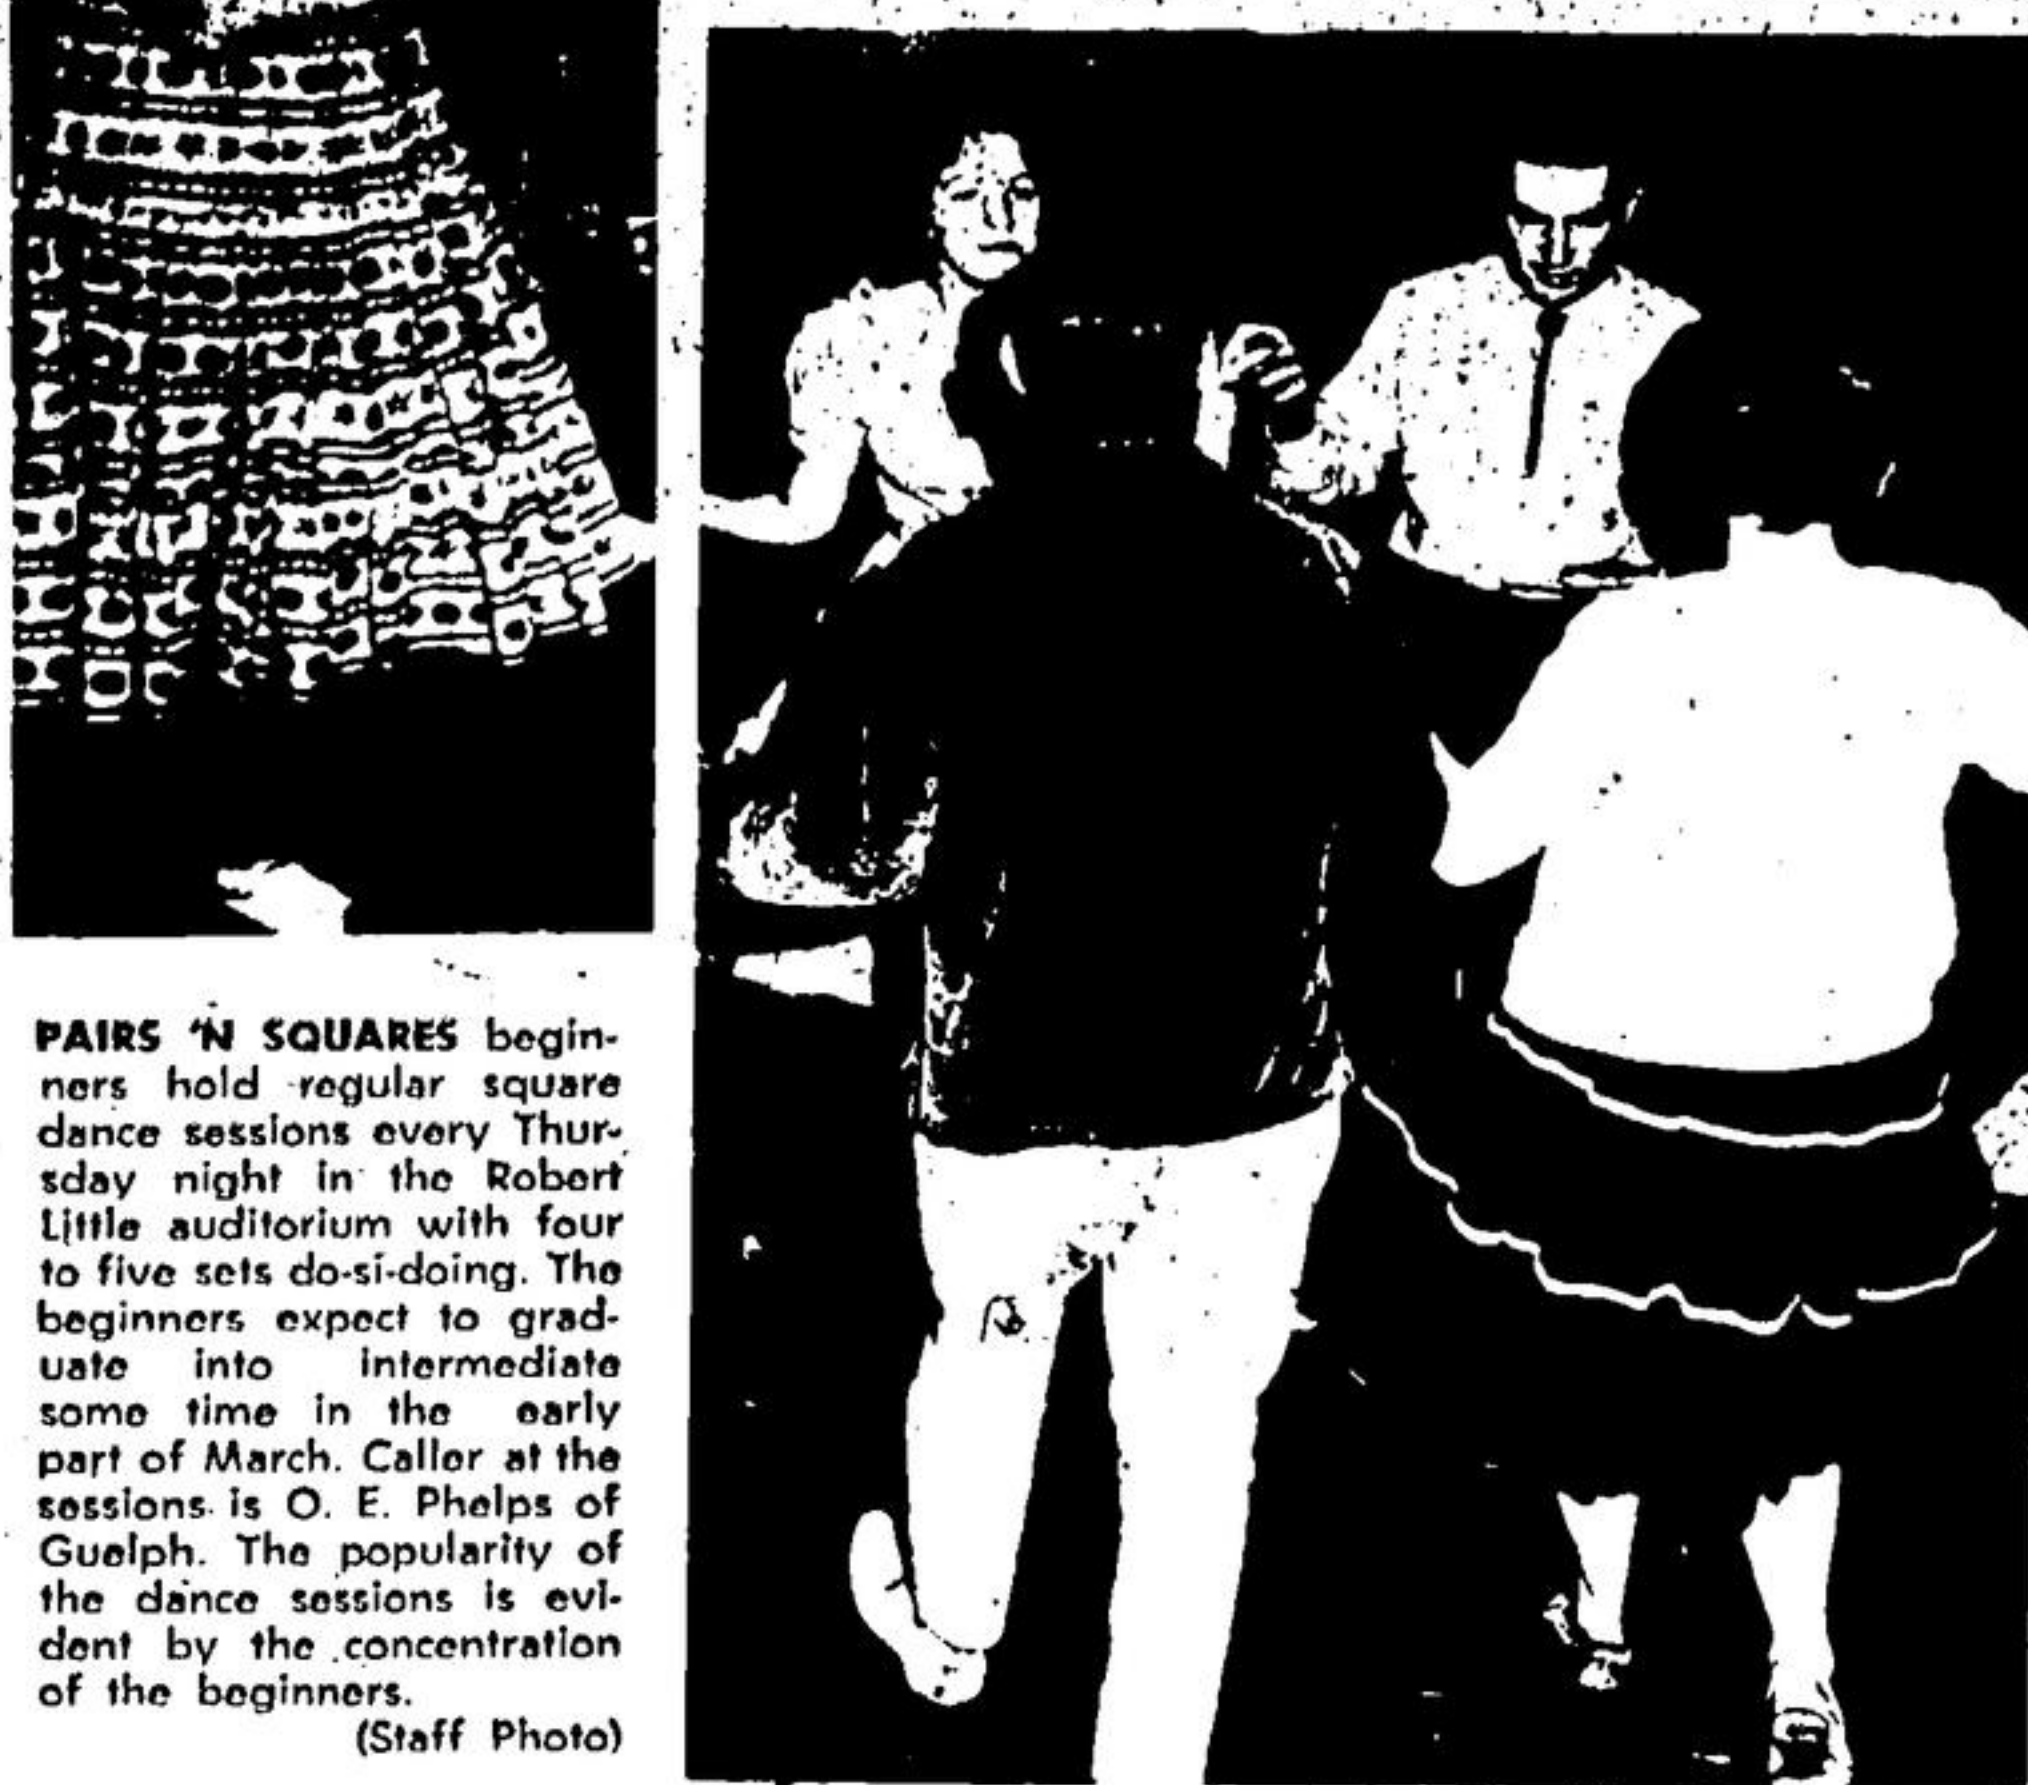 PAIRS 'N SQUARES begin-
ners hold regular square
dance sessions every Thur-
sday night in the Robert
Little auditorium with four
to five sets do-si-doing. The
beginners expect to grad-
uate into intermediate
some time in the early
part of March. Caller at the
sessions is O. E. Phelps of
Guelph. The popularity of
the dance sessions is evi-
dent by the concentration
of the beginners.
(Staff Photo)